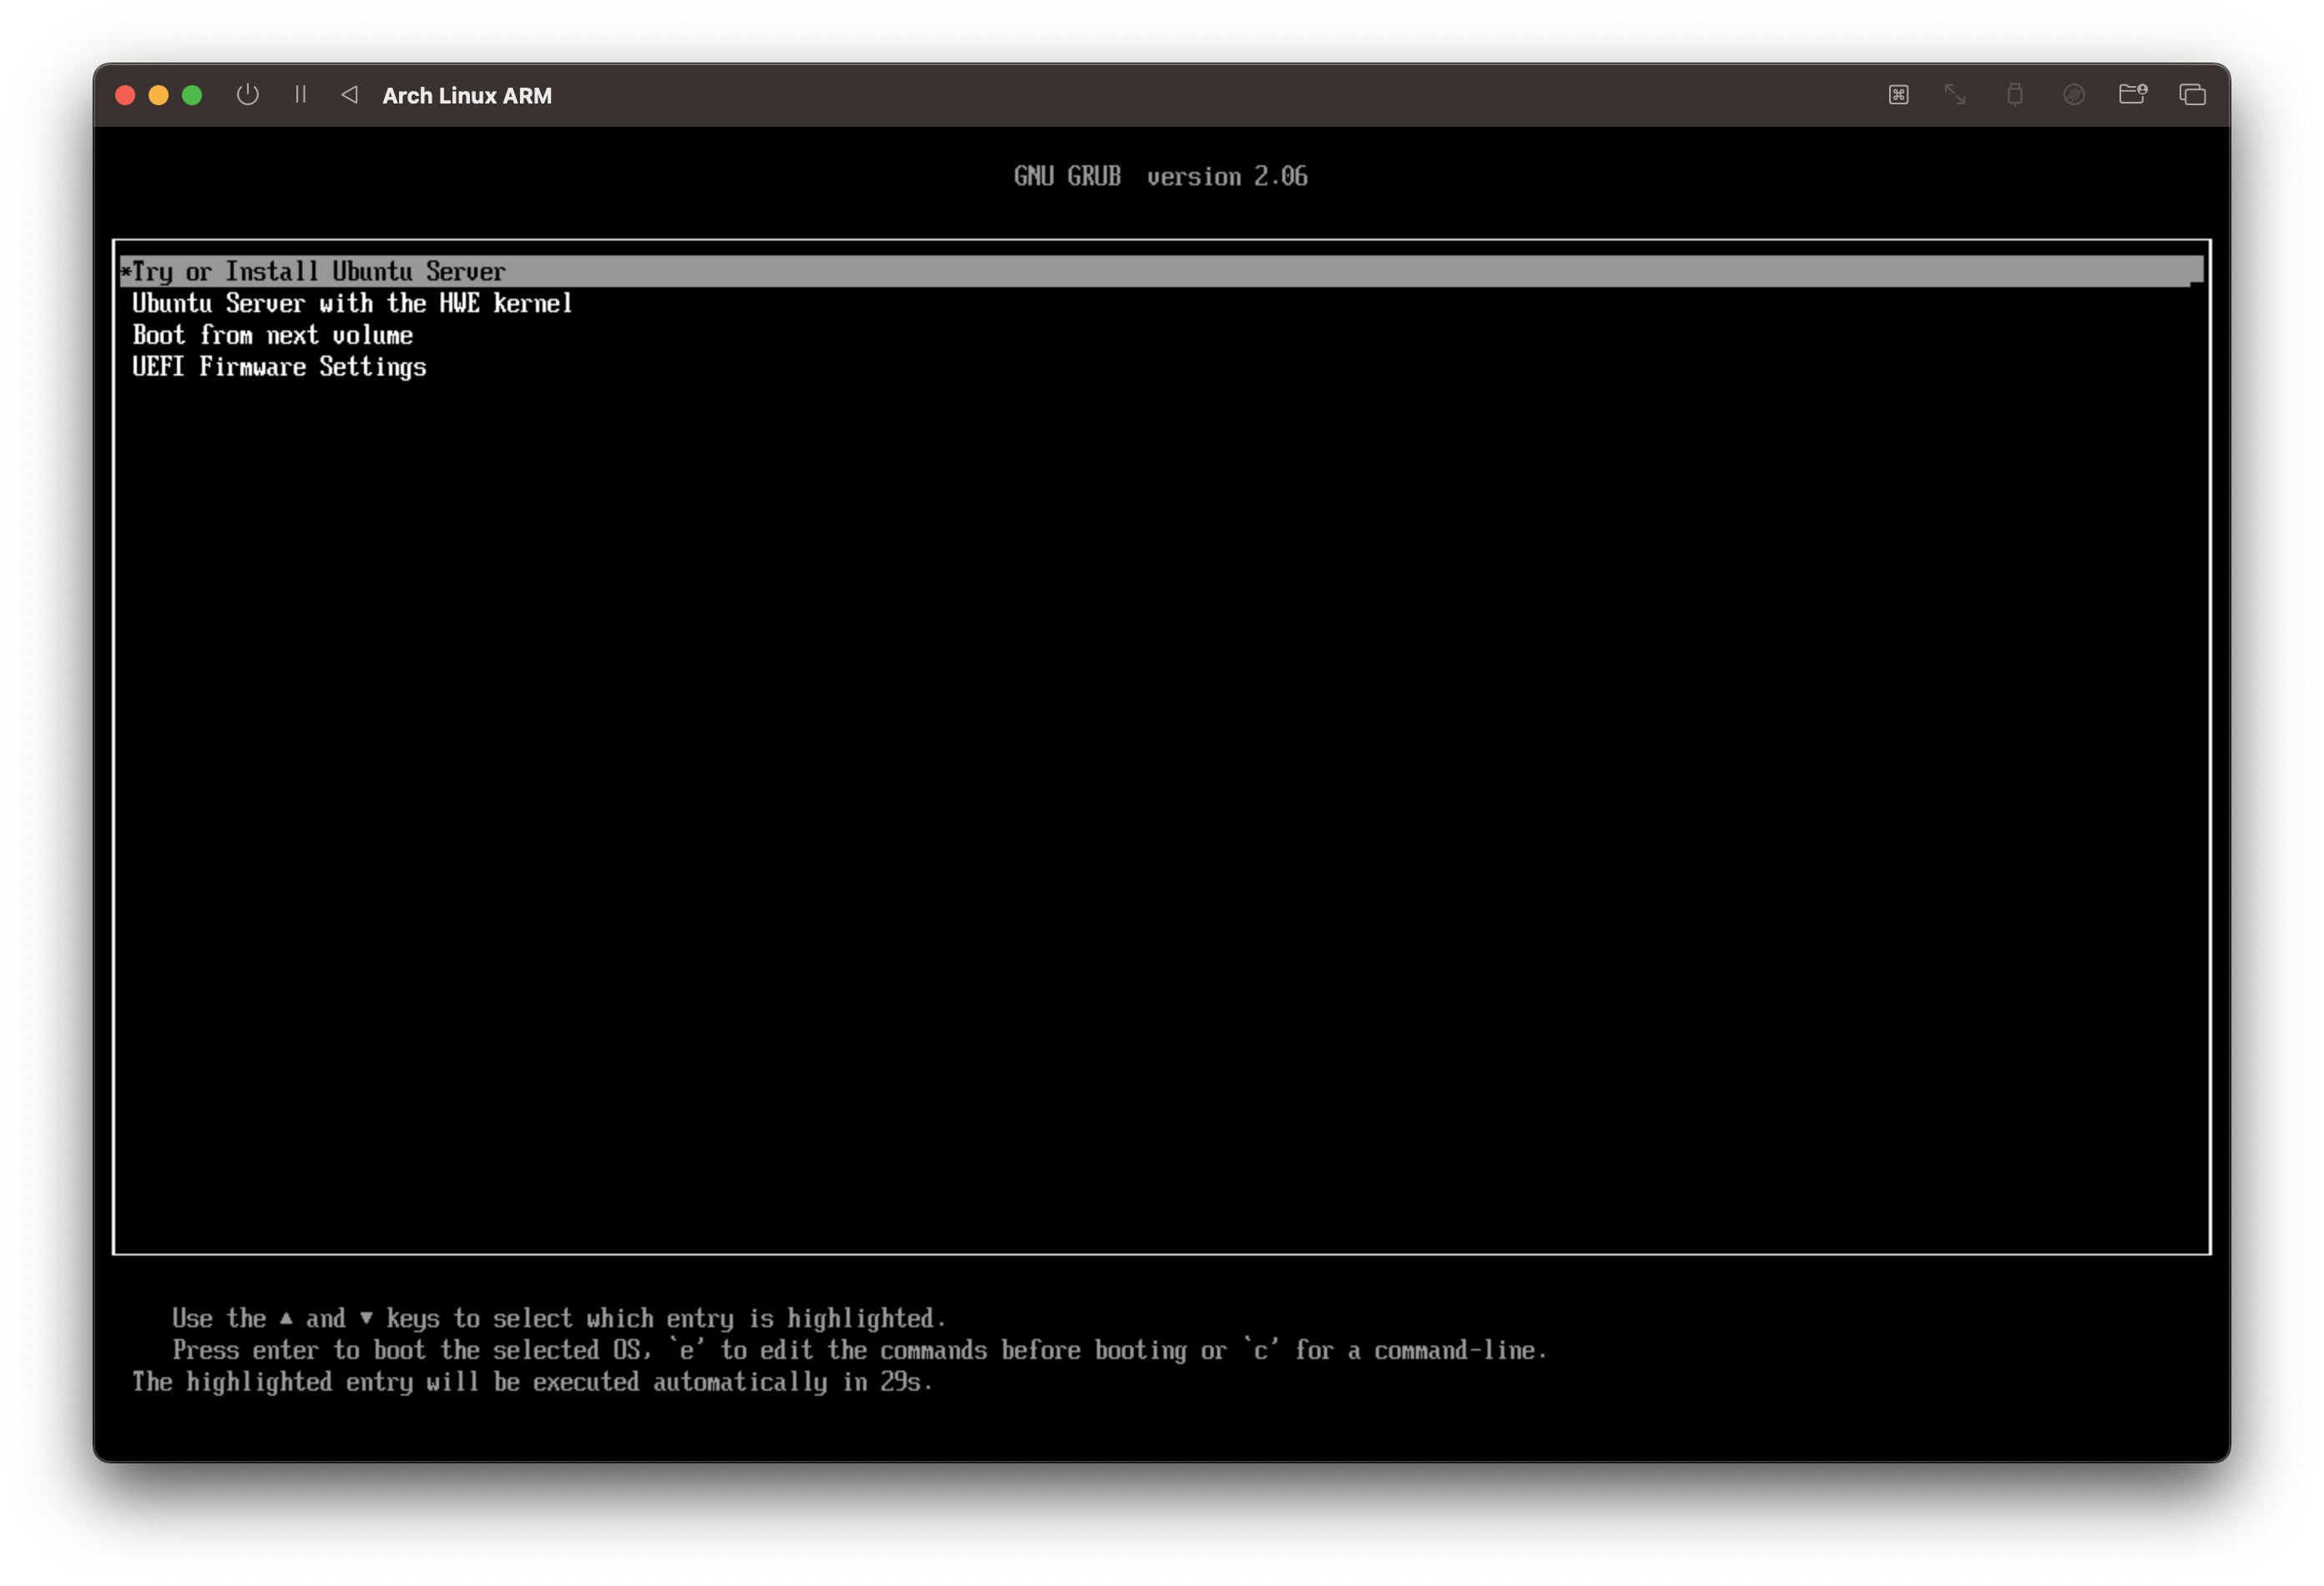 Arch Linux ARM
GNU GRUB  version 2.06
*Try or Install Ubuntu Server
Ubuntu Server with the HWE kernel
Boot from next volume
UEFI Firmware Settings
Use the ▲ and ▼ keys to select which entry is highlighted.
Press enter to boot the selected OS, `e' to edit the commands before booting or `c' for a command-line.
The highlighted entry will be executed automatically in 29s.